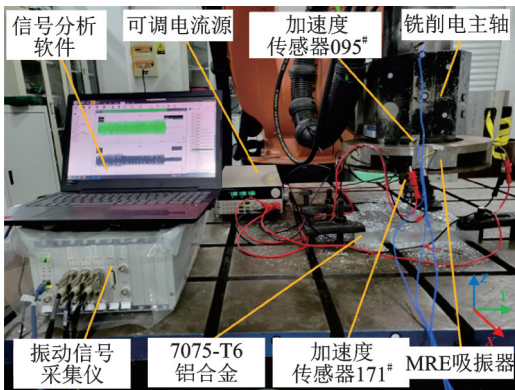 信号分析
软件
可调电流源
加速度
传感器095#
铣削电主轴
振动信号
采集仪
7075-T6
铝合金
加速度
传感器171#
MRE吸振器
Z
Y
X